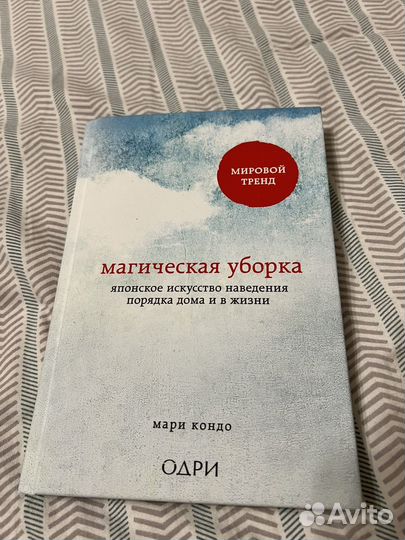 МИРОВОЙ
ТРЕНД
магическая уборка
японское искусство наведения
порядка дома и в жизни
мари кондо
ОДРИ
Avito